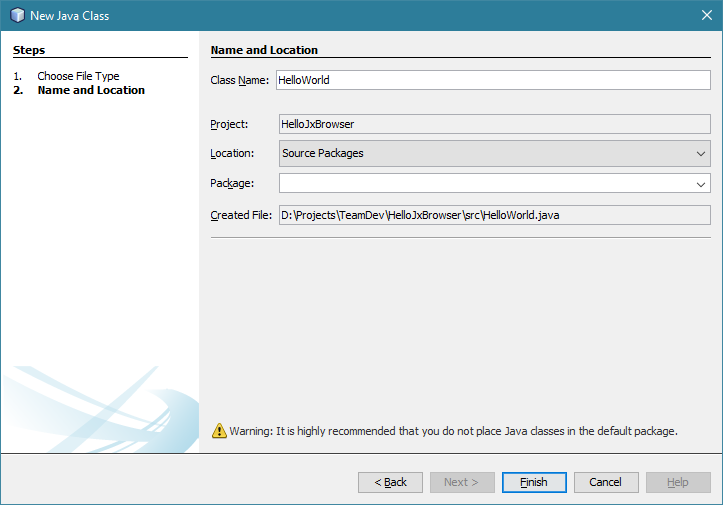 New Java Class
Steps
1. Choose File Type
2. Name and Location
Name and Location
Class Name: HelloWorld
Project: HelloJxBrowser
Location: Source Packages
Package:
Created File: D:\Projects\TeamDev\HelloJxBrowser\src\HelloWorld.java
Warning: It is highly recommended that you do not place Java classes in the default package.
< Back Next > Finish Cancel Help